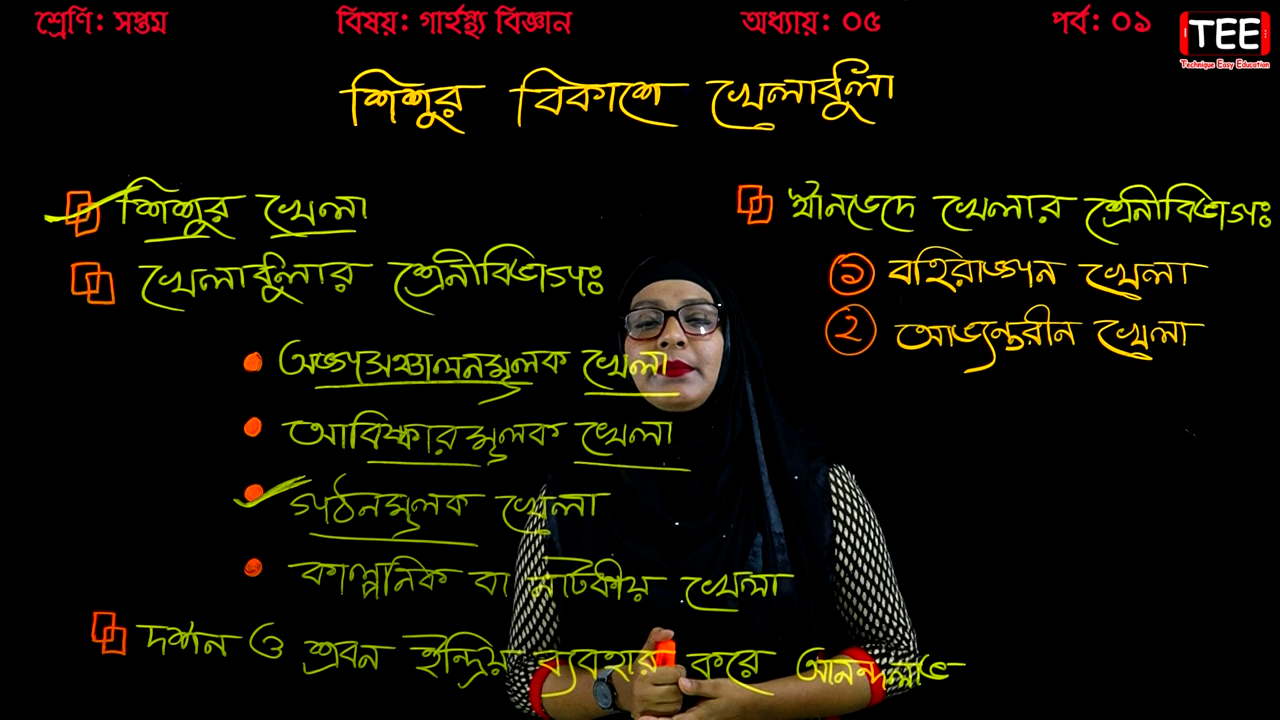 শ্রেণি: সপ্তম
বিষয়: গার্হস্থ্য বিজ্ঞান
অধ্যায়: ০৫
পর্ব: ০১
TEE
Technique Easy Education
শিশুর বিকাশে খেলাধুলা
শিশুর খেলা
খেলাধুলার শ্রেনীবিভাগঃ
অঙ্গসঞ্চালনমূলক খেলা
আবিষ্কারমূলক খেলা
গঠনমূলক খেলা
কাল্পনিক বা নাটকীয় খেলা
দর্শন ও শ্রবন ইন্দ্রিয় ব্যবহার করে আনন্দলাভ
স্থানভেদে খেলার শ্রেনীবিভাগঃ
১ বহিরাঙ্গন খেলা
২ আভ্যন্তরীন খেলা